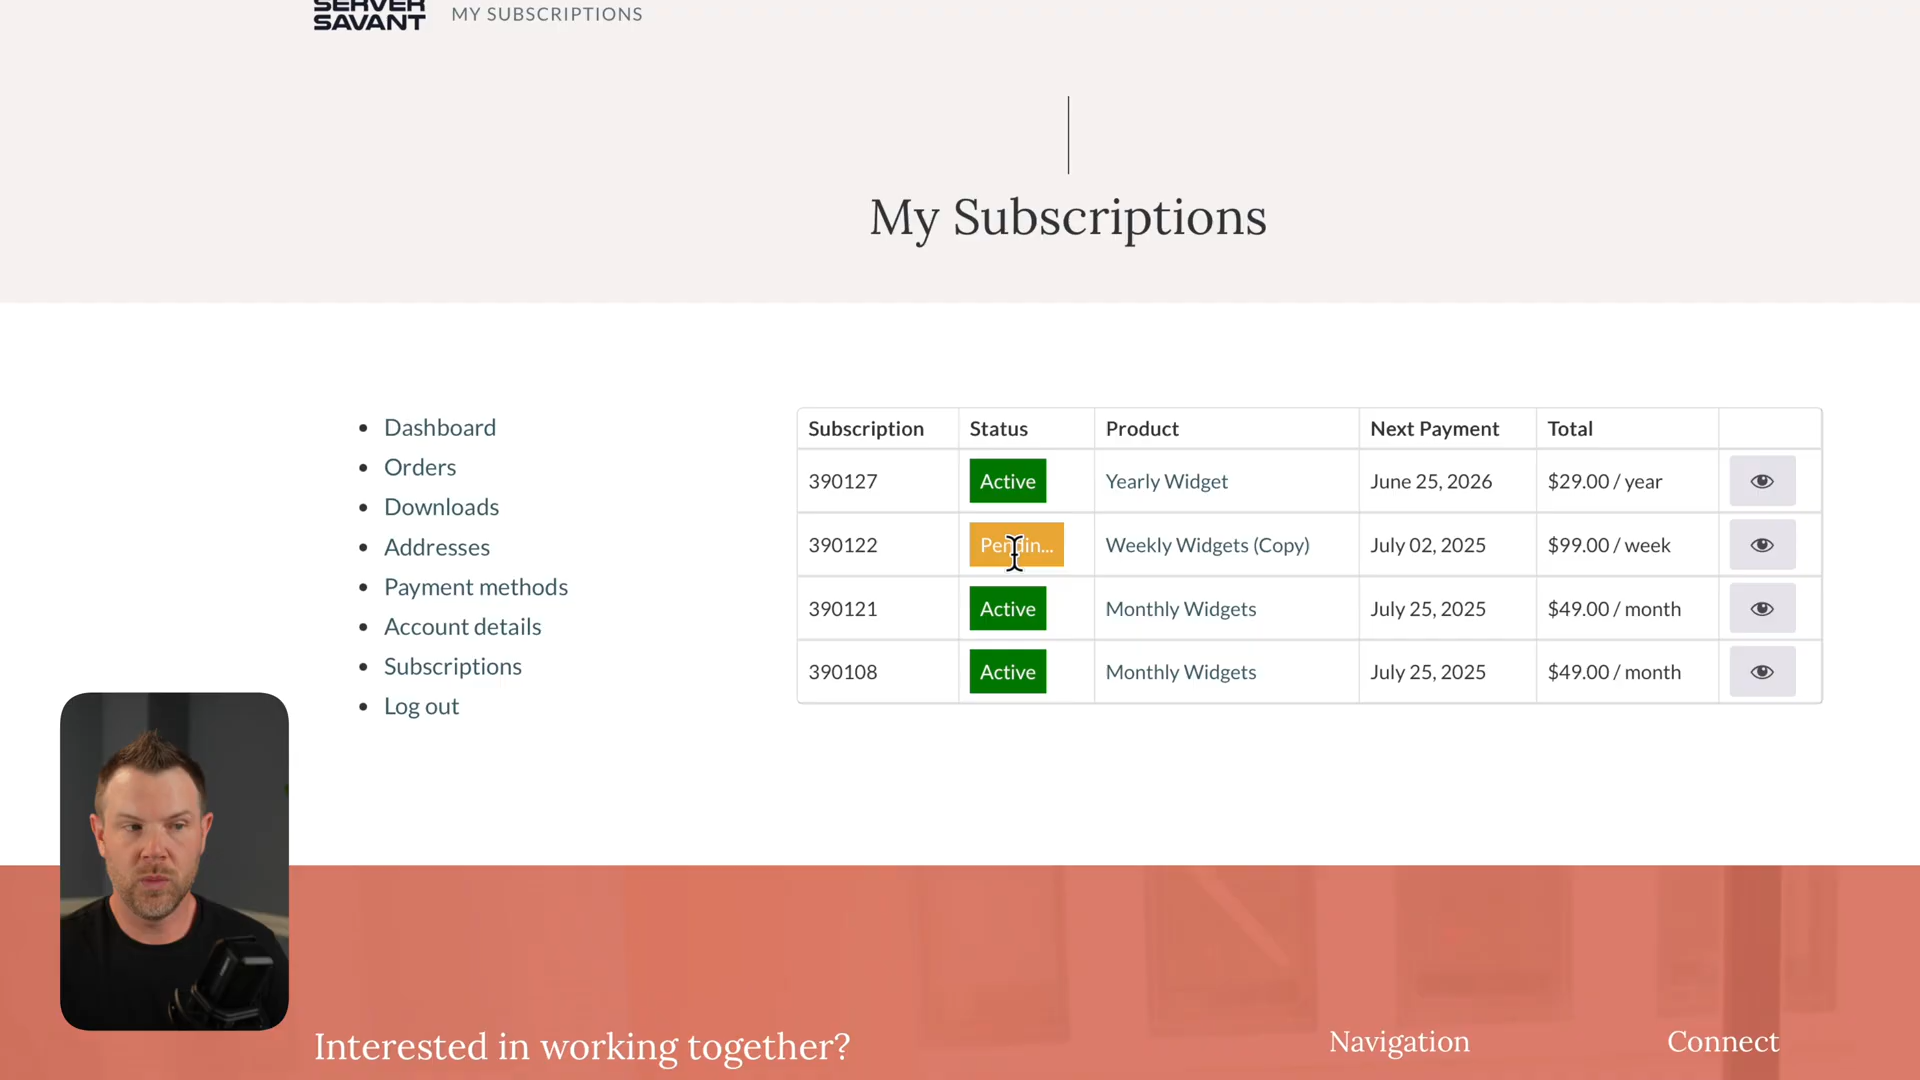 SERVER
SAVANT
MY SUBSCRIPTIONS
My Subscriptions
Dashboard
Orders
Downloads
Addresses
Payment methods
Account details
Subscriptions
Log out
Subscription Status Product Next Payment Total
390127 Active Yearly Widget June 25, 2026 $29.00 / year
390122 Pendin... Weekly Widgets (Copy) July 02, 2025 $99.00 / week
390121 Active Monthly Widgets July 25, 2025 $49.00 / month
390108 Active Monthly Widgets July 25, 2025 $49.00 / month
Interested in working together?
Navigation
Connect